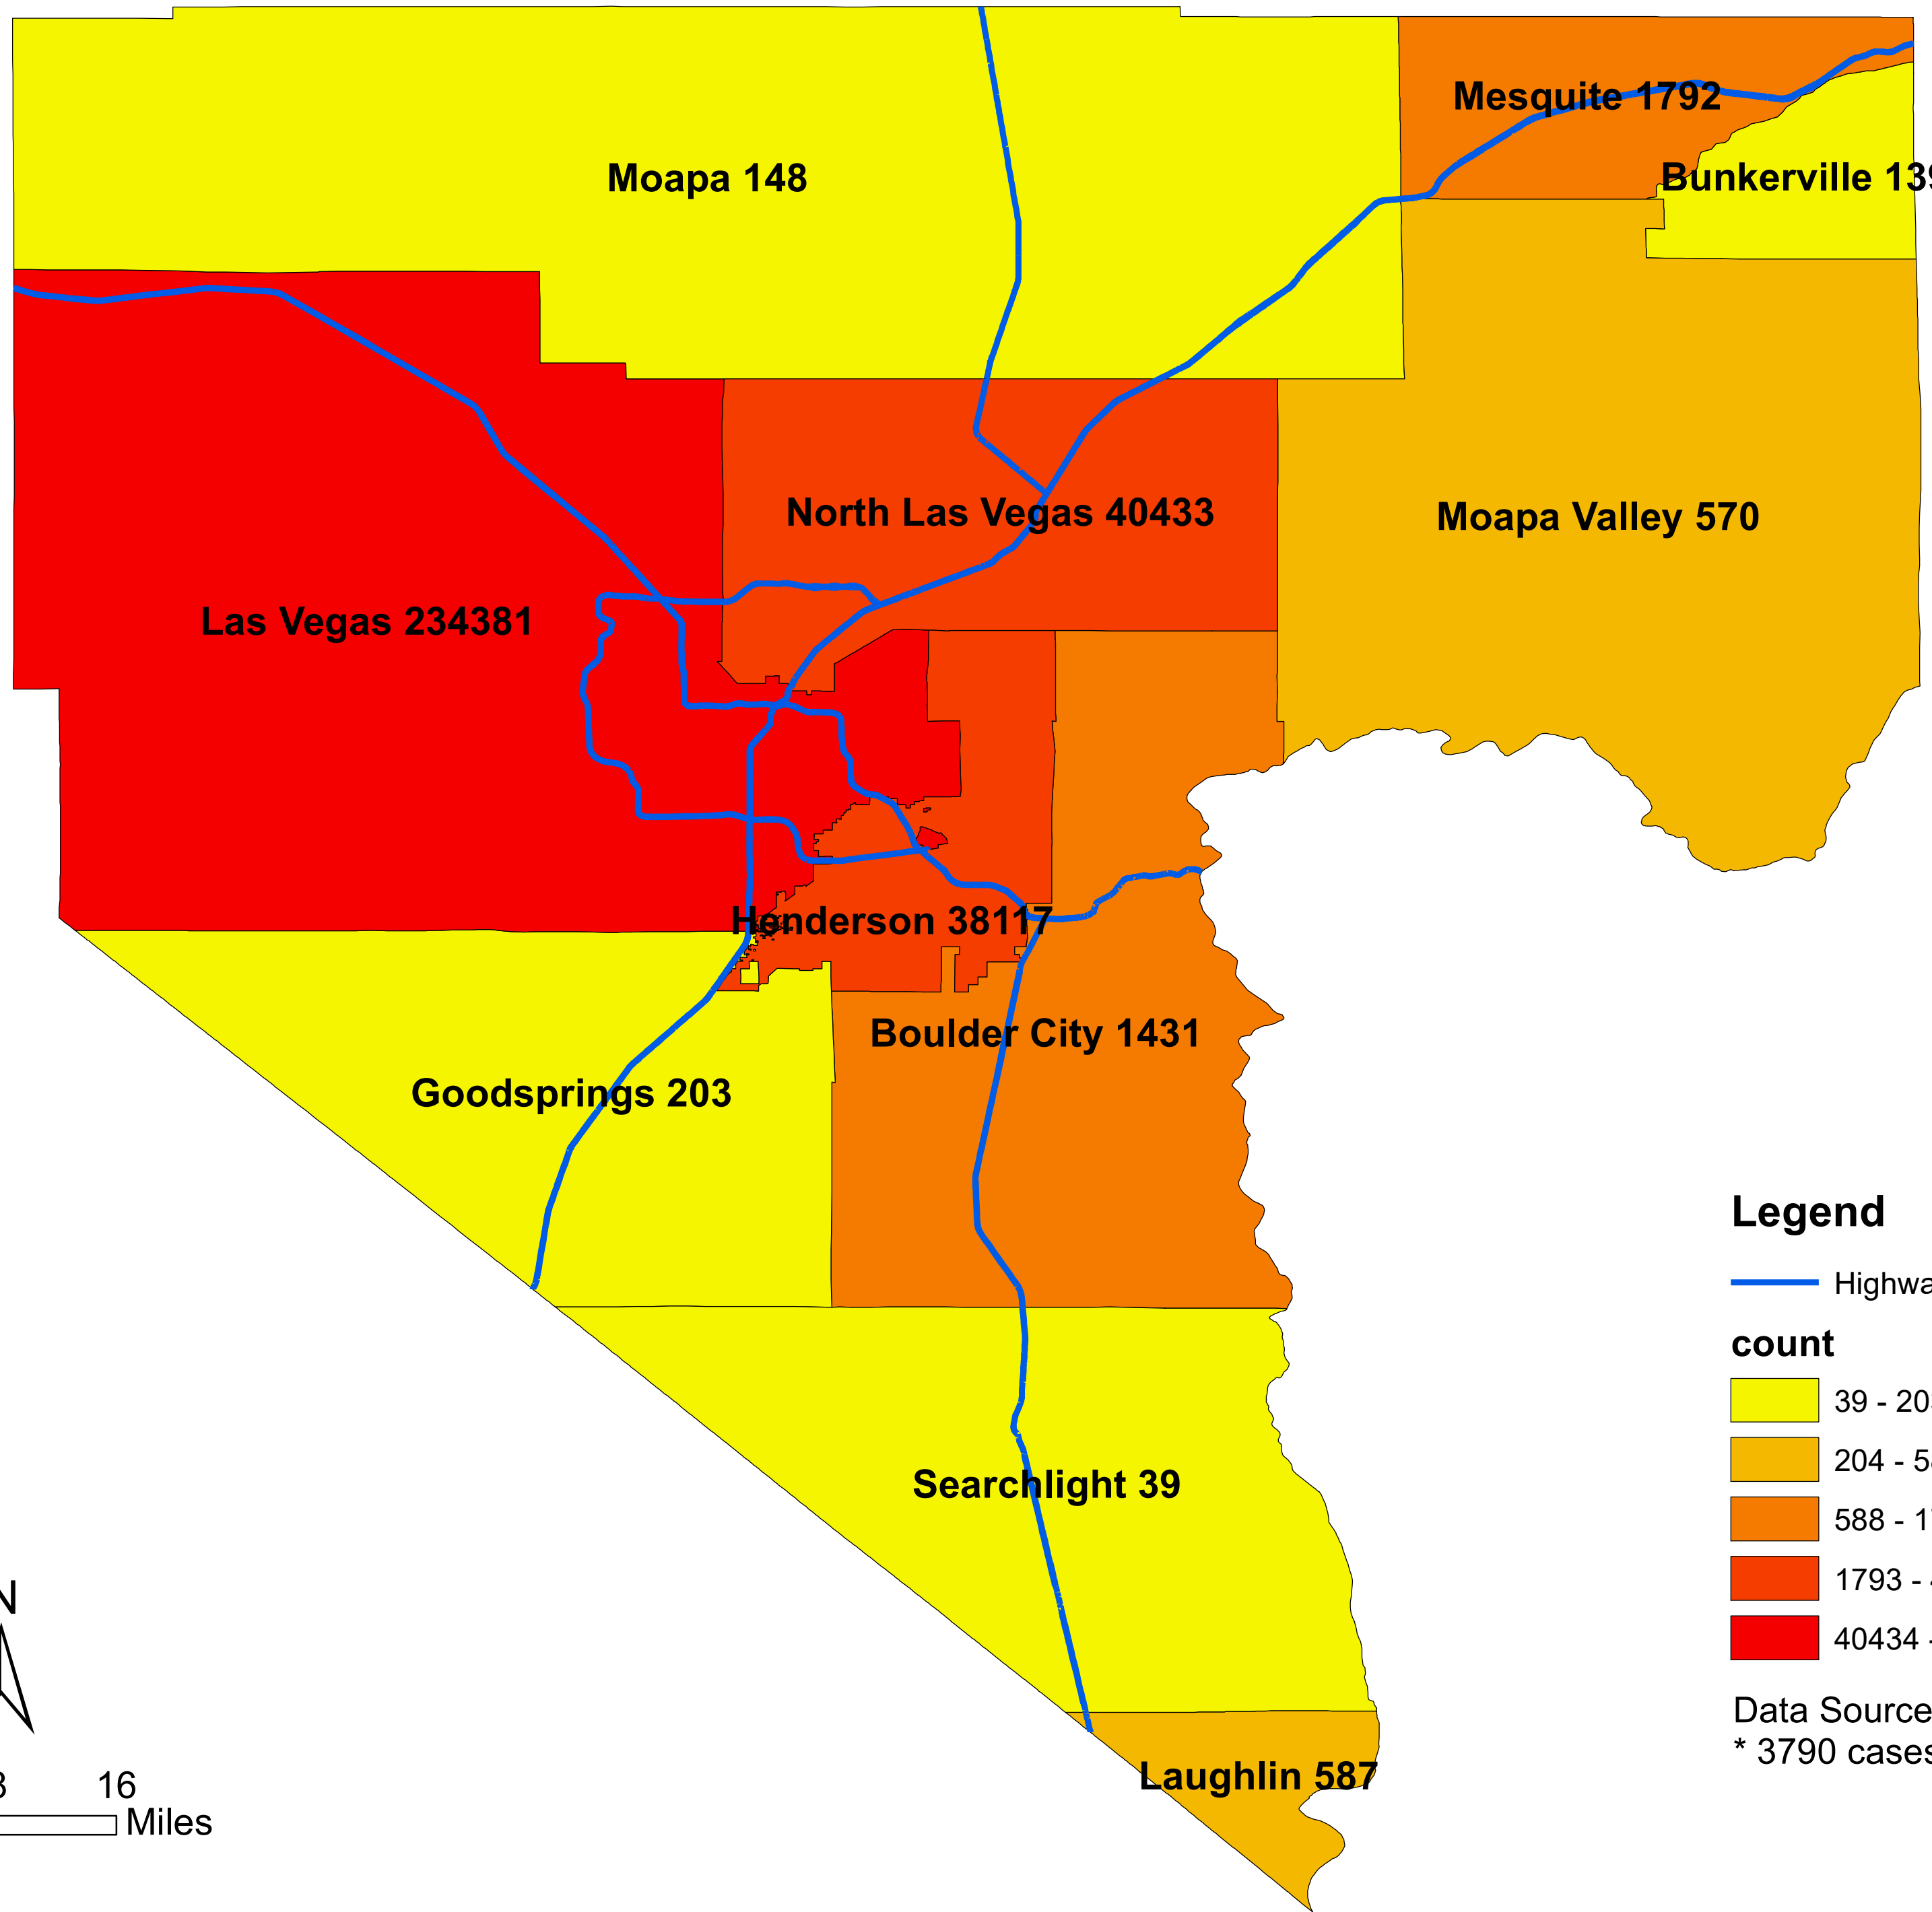 Mesquite 1792
Moapa 148
Bunkerville 139
North Las Vegas 40433
Moapa Valley 570
Las Vegas 234381
Henderson 38117
Boulder City 1431
Goodsprings 203
Searchlight 39
Laughlin 587
Legend
count
39 - 20
204 - 5
588 - 1
1793 -
40434 -
Data Source
* 3790 cases
N
16
Miles